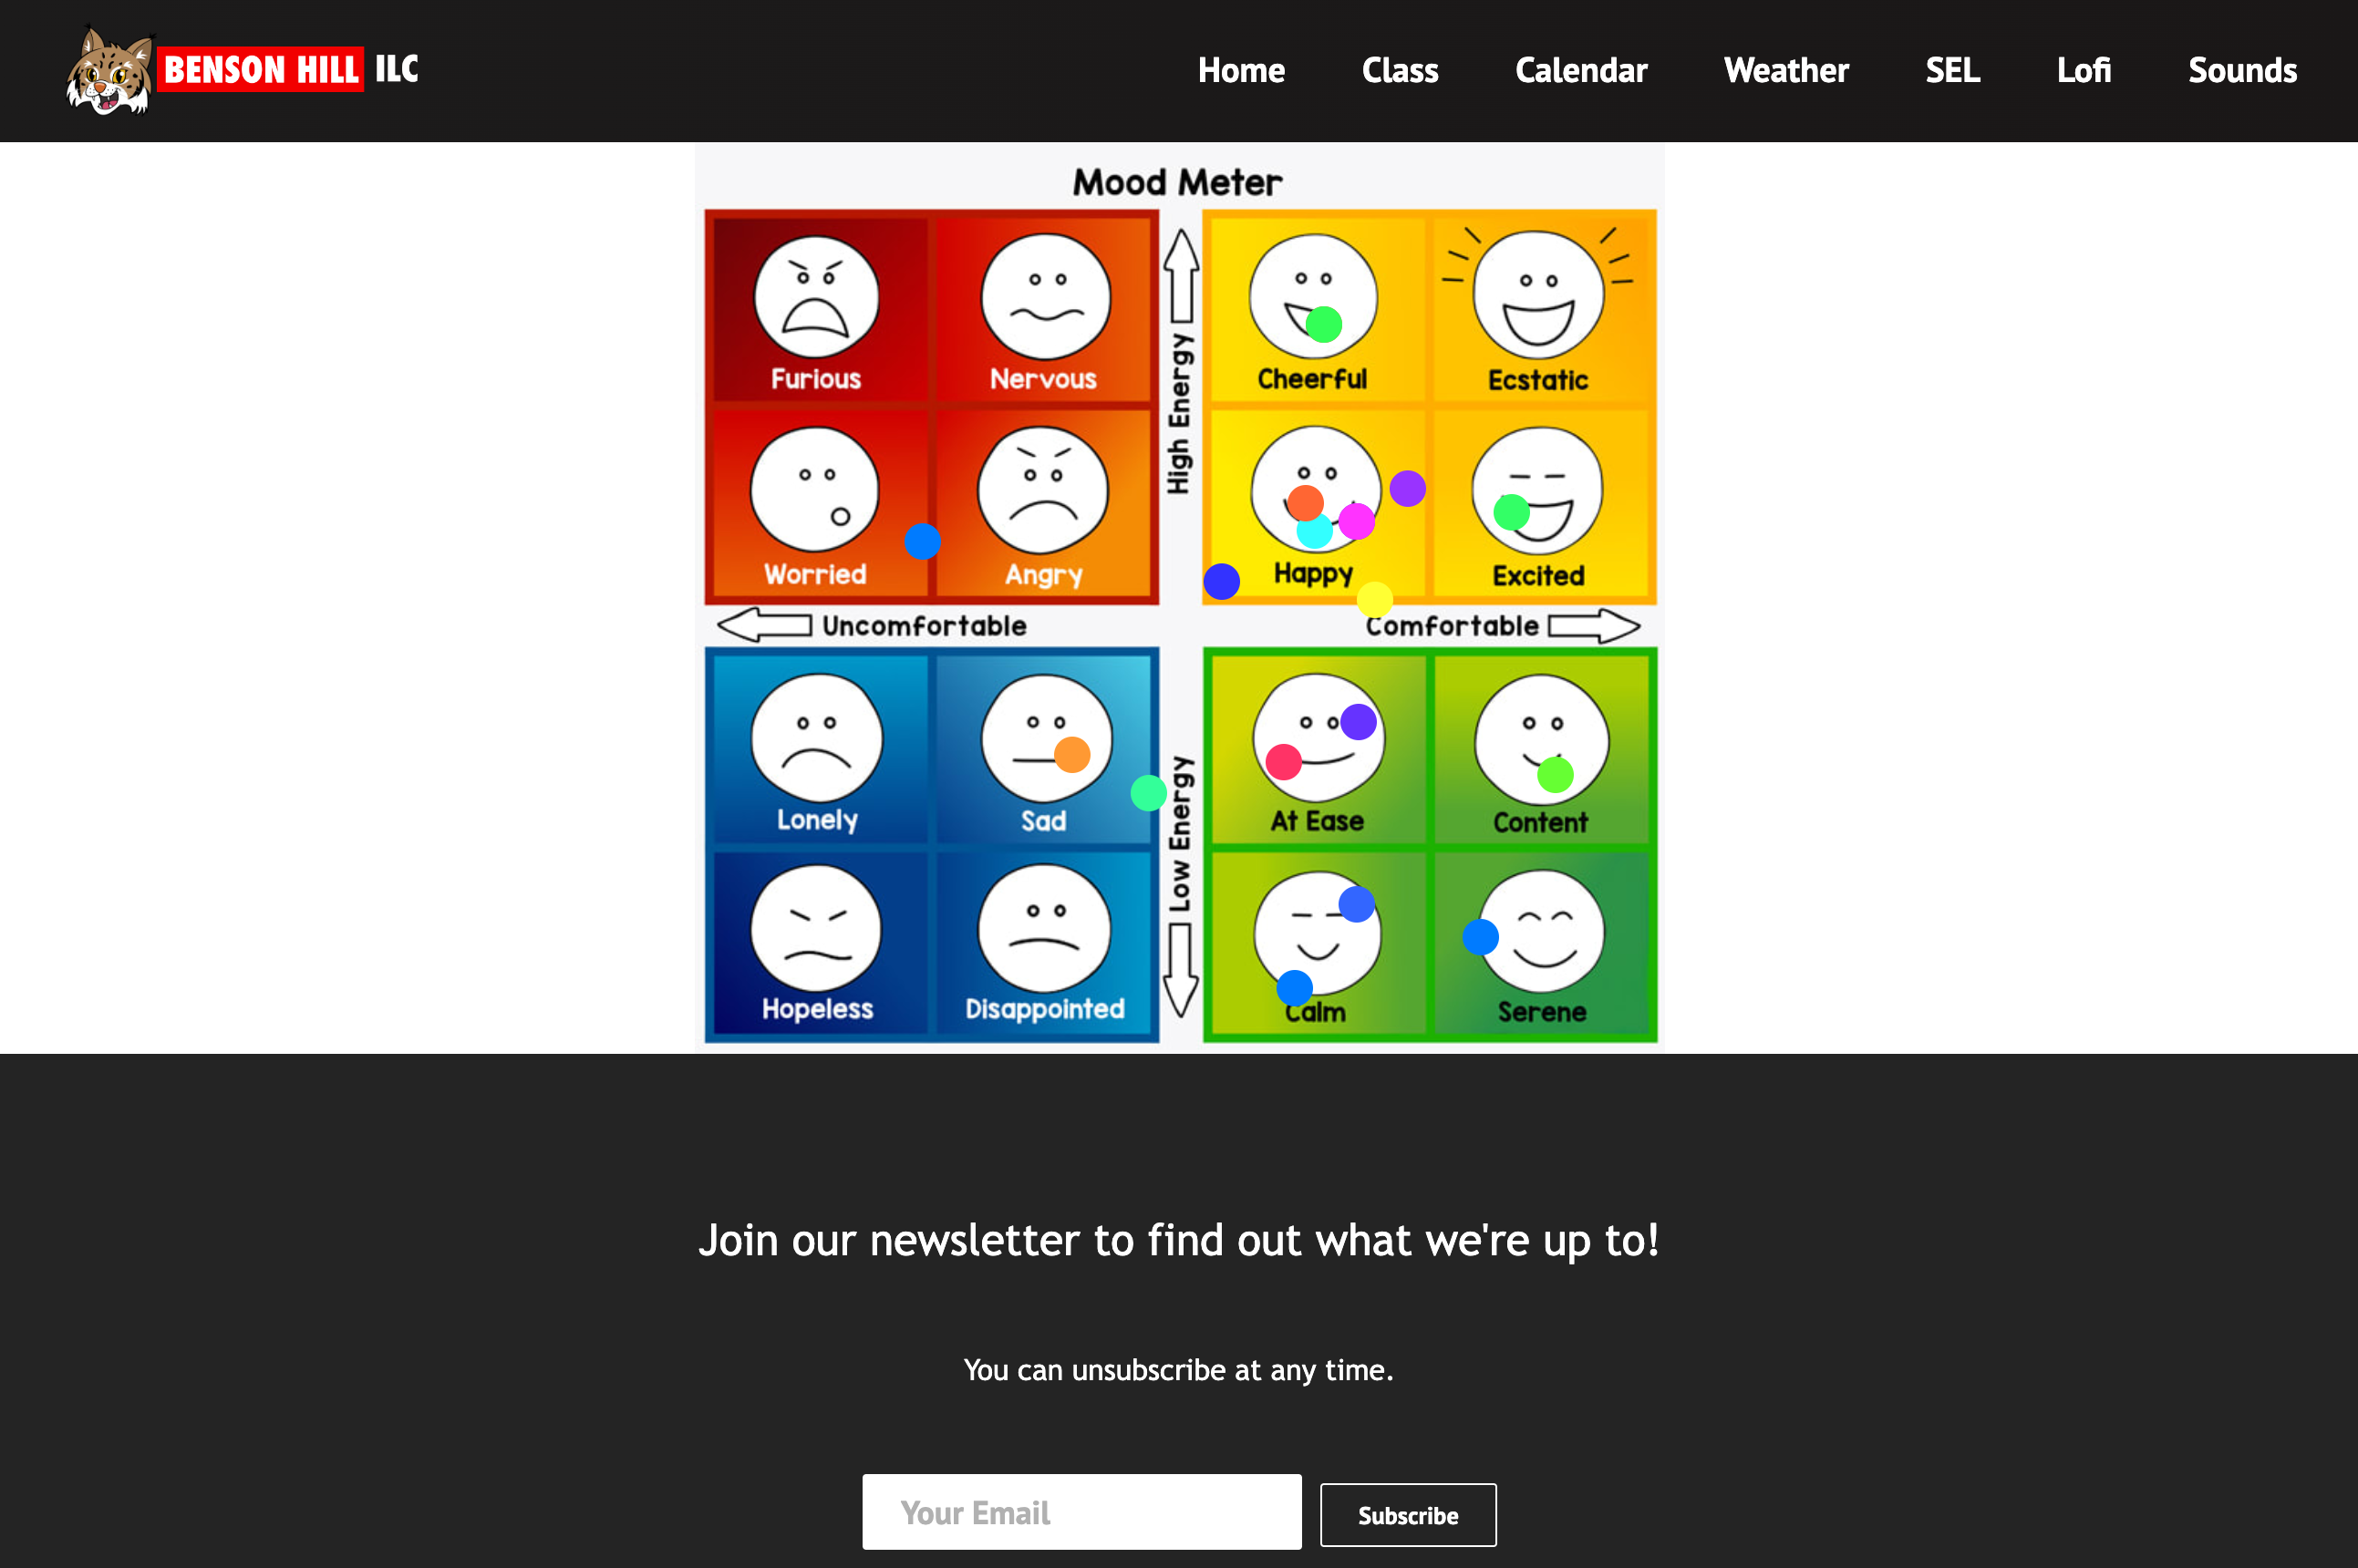 BENSON HILL ILC
Home Class Calendar Weather SEL Lofi Sounds
Mood Meter
Furious Nervous
Cheerful Ecstatic
High Energy
Worried Angry
Happy Excited
Uncomfortable Comfortable
Lonely Sad
At Ease Content
Low Energy
Hopeless Disappointed
Calm Serene
Join our newsletter to find out what we're up to!
You can unsubscribe at any time.
Your Email Subscribe